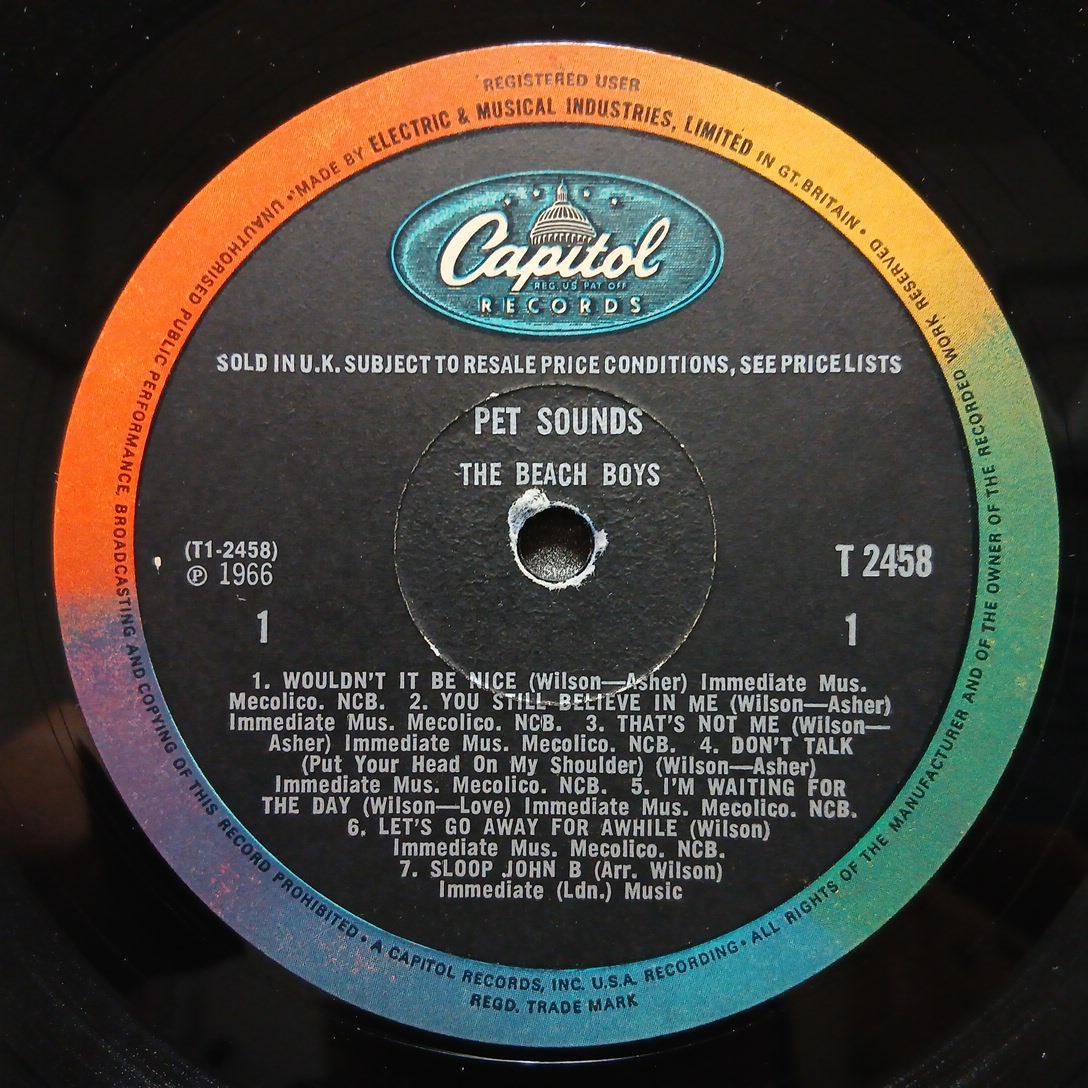 REGISTERED USER
MADE BY ELECTRIC & MUSICAL INDUSTRIES, LIMITED IN GT. BRITAIN • ALL RIGHTS OF THE MANUFACTURER AND OF THE OWNER OF THE RECORDED WORK RESERVED • UNAUTHORISED PUBLIC PERFORMANCE, BROADCASTING AND COPYING OF THIS RECORD PROHIBITED •
Capitol
REG. US PAT OFF
RECORDS
SOLD IN U.K. SUBJECT TO RESALE PRICE CONDITIONS, SEE PRICE LISTS
PET SOUNDS
THE BEACH BOYS
(T1-2458)
℗ 1966
T 2458
1
1
1. WOULDN'T IT BE NICE (Wilson—Asher) Immediate Mus.
Mecolico. NCB. 2. YOU STILL BELIEVE IN ME (Wilson—Asher)
Immediate Mus. Mecolico. NCB. 3. THAT'S NOT ME (Wilson—
Asher) Immediate Mus. Mecolico. NCB. 4. DON'T TALK
(Put Your Head On My Shoulder) (Wilson—Asher)
Immediate Mus. Mecolico. NCB. 5. I'M WAITING FOR
THE DAY (Wilson—Love) Immediate Mus. Mecolico. NCB.
6. LET'S GO AWAY FOR AWHILE (Wilson)
Immediate Mus. Mecolico. NCB.
7. SLOOP JOHN B (Arr. Wilson)
Immediate (Ldn.) Music
A CAPITOL RECORDS, INC. U.S.A. RECORDING •
REGD. TRADE MARK